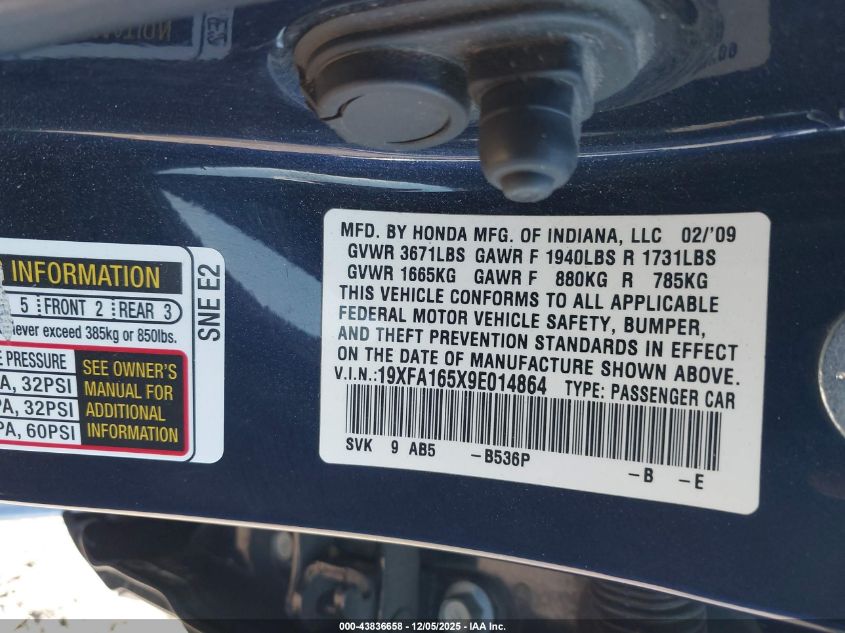 MFD. BY HONDA MFG. OF INDIANA, LLC 02/'09
GVWR 3671LBS GAWR F 1940LBS R 1731LBS
GVWR 1665KG GAWR F 880KG R 785KG
THIS VEHICLE CONFORMS TO ALL APPLICABLE
FEDERAL MOTOR VEHICLE SAFETY, BUMPER,
AND THEFT PREVENTION STANDARDS IN EFFECT
ON THE DATE OF MANUFACTURE SHOWN ABOVE.
V.I.N.:19XFA165X9E014864 TYPE: PASSENGER CAR
SVK 9 AB5 -B536P -B -E
INFORMATION
5 FRONT 2 REAR 3
never exceed 385kg or 850lbs.
PRESSURE
32PSI
32PSI
60PSI
SEE OWNER'S
MANUAL FOR
ADDITIONAL
INFORMATION
SNE E2
000-43836658 - 12/05/2025 - IAA Inc.